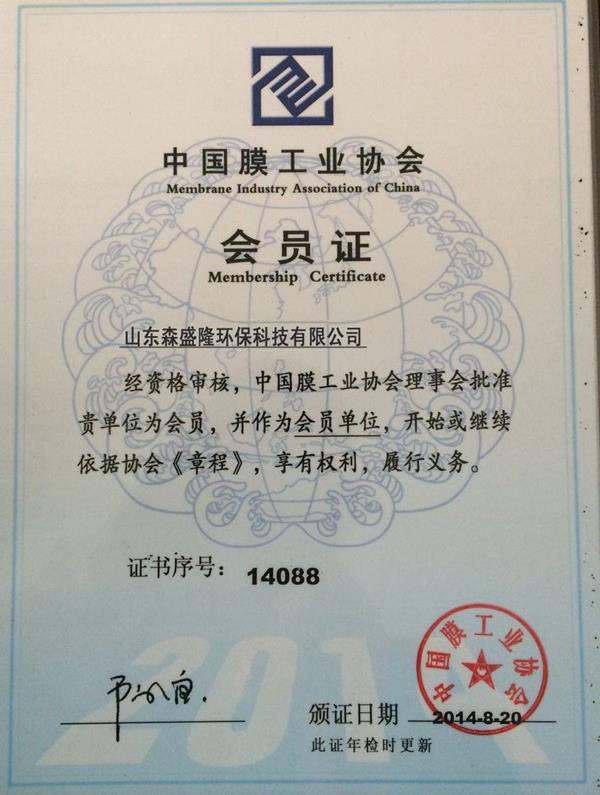 中国膜工业协会
Membrane Industry Association of China
会员证
Membership Certificate
山东森盛隆环保科技有限公司
经资格审核，中国膜工业协会理事会批准
贵单位为会员，并作为会员单位，开始或继续
依据协会《章程》，享有权利，履行义务。
证书序号：14088
中国膜工业协会
颁证日期 2014-8-20
此证年检时更新